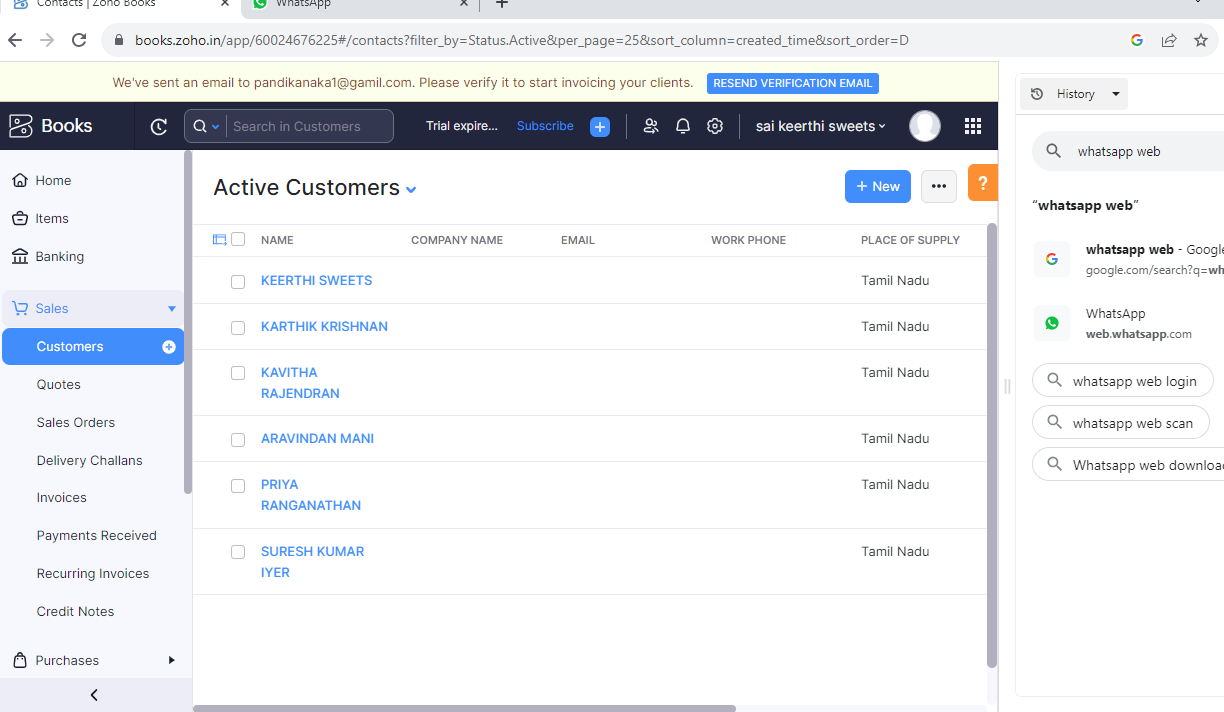 Contacts | Zoho Books
WhatsApp
books.zoho.in/app/60024676225#/contacts?filter_by=Status.Active&per_page=25&sort_column=created_time&sort_order=D
We've sent an email to pandikanaka1@gamil.com. Please verify it to start invoicing your clients. RESEND VERIFICATION EMAIL
Books
Search in Customers
Trial expire...
Subscribe
sai keerthi sweets
Home
Items
Banking
Sales
Customers
Quotes
Sales Orders
Delivery Challans
Invoices
Payments Received
Recurring Invoices
Credit Notes
Purchases
Active Customers
+ New
?
NAME COMPANY NAME EMAIL WORK PHONE PLACE OF SUPPLY
KEERTHI SWEETS Tamil Nadu
KARTHIK KRISHNAN Tamil Nadu
KAVITHA Tamil Nadu
RAJENDRAN
ARAVINDAN MANI Tamil Nadu
PRIYA Tamil Nadu
RANGANATHAN
SURESH KUMAR Tamil Nadu
IYER
History
whatsapp web
“whatsapp web”
whatsapp web - Google
google.com/search?q=wh
WhatsApp
web.whatsapp.com
whatsapp web login
whatsapp web scan
Whatsapp web download